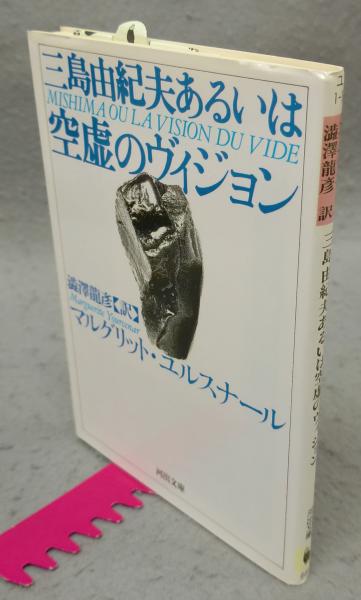 三島由紀夫あるいは
MISHIMA OU LA VISION DU VIDE
空虚のヴィジョン
澁澤龍彦【訳】
Marguerite Yourcenar
マルグリット・ユルスナール
河出文庫
澁澤龍彦 訳
三島由紀夫あるいは空虚のヴィジョン